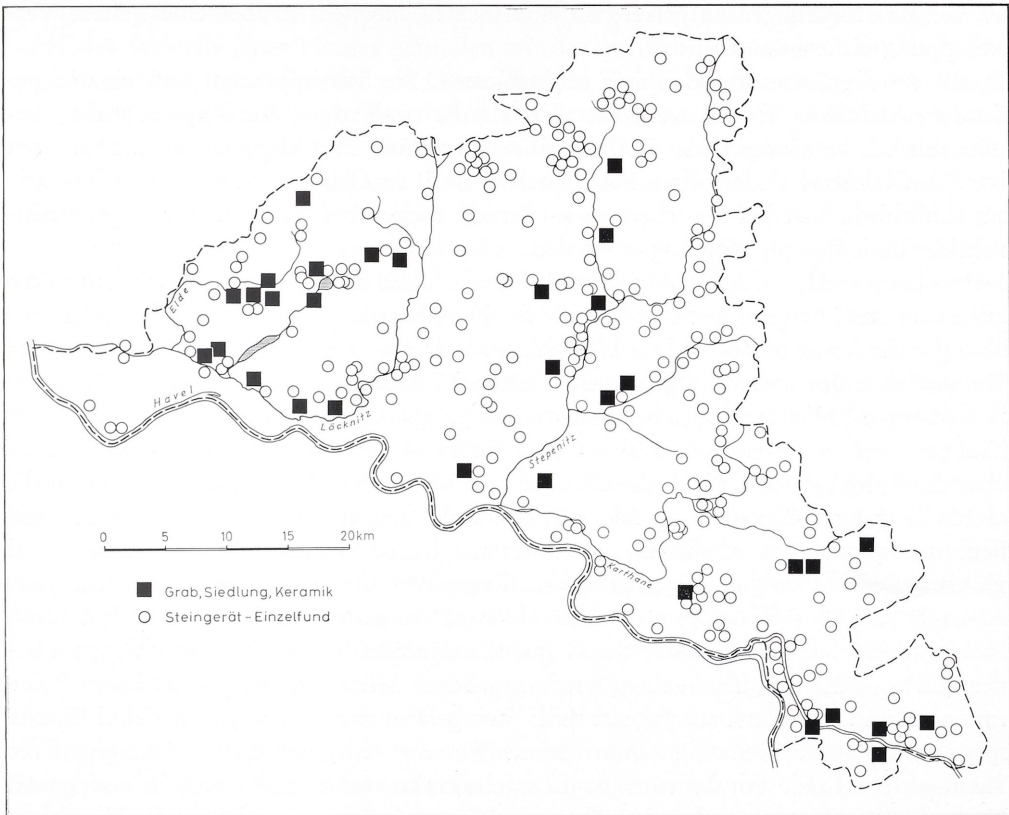 Elde
Havel
Löcknitz
Stepenitz
Karthane
0 5 10 15 20km
Grab, Siedlung, Keramik
Steingerät - Einzelfund